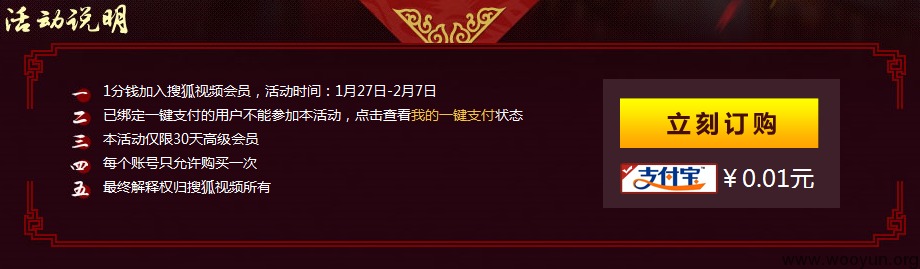 活动说明
一 1分钱加入搜狐视频会员，活动时间：1月27日-2月7日
二 已绑定一键支付的用户不能参加本活动，点击查看我的一键支付状态
三 本活动仅限30天高级会员
四 每个账号只允许购买一次
五 最终解释权归搜狐视频所有
立刻订购
支付宝 ￥0.01元
www.wooyun.org